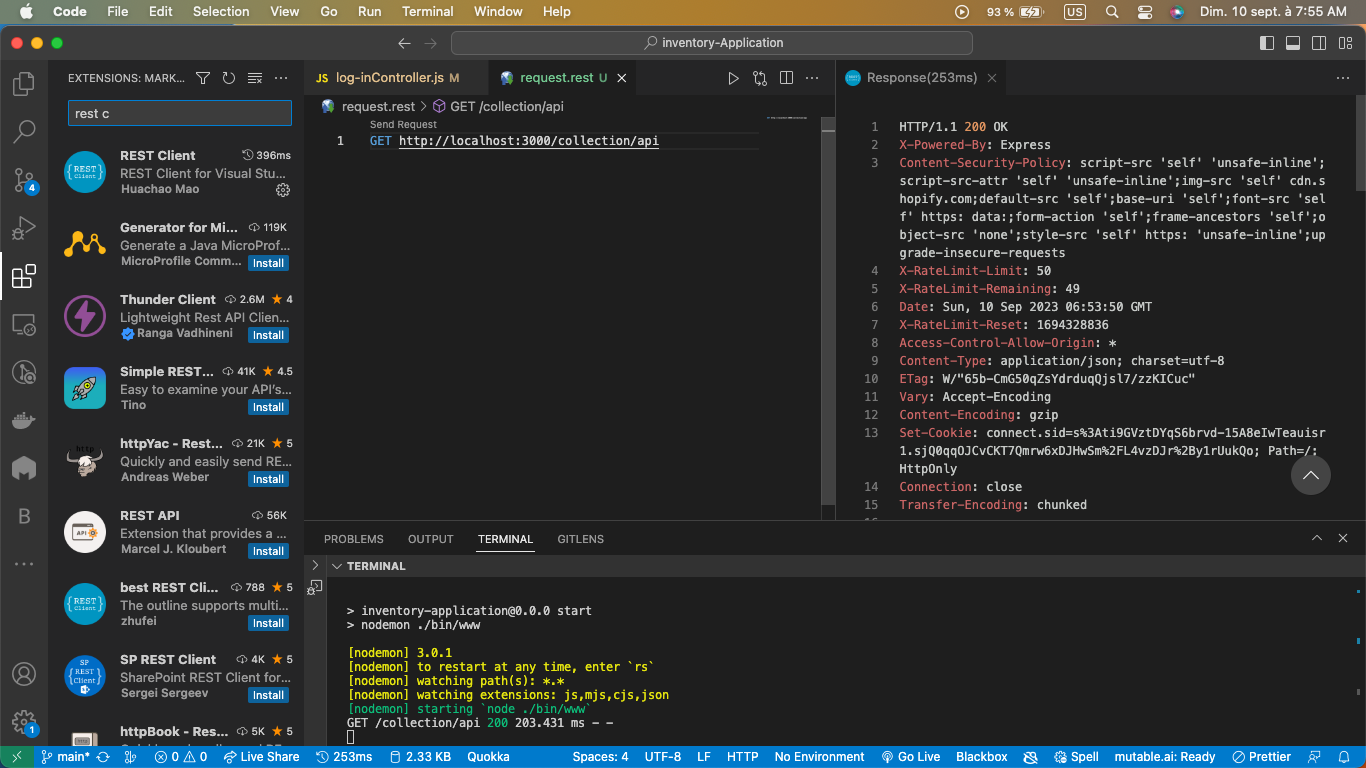 Code File Edit Selection View Go Run Terminal Window Help 93 % US Dim. 10 sept. à 7:55 AM
inventory-Application
EXTENSIONS: MARK...
JS log-inController.js M
request.rest U
Response(253ms)
rest c
request.rest > GET /collection/api
Send Request
1 GET http://localhost:3000/collection/api
REST Client 396ms
REST Client for Visual Stu...
Huachao Mao
Generator for Mi... 119K
Generate a Java MicroProf...
MicroProfile Comm... Install
Thunder Client 2.6M 4
Lightweight Rest API Clien...
Ranga Vadhineni Install
Simple REST... 41K 4.5
Easy to examine your API's...
Tino Install
httpYac - Rest... 21K 5
Quickly and easily send RE...
Andreas Weber Install
REST API 56K
Extension that provides a ...
Marcel J. Kloubert Install
best REST Cli... 788 5
The outline supports multi...
zhufei Install
SP REST Client 4K 5
SharePoint REST Client for...
Sergei Sergeev Install
httpBook - Res... 5K 5
1 HTTP/1.1 200 OK
2 X-Powered-By: Express
3 Content-Security-Policy: script-src 'self' 'unsafe-inline';
script-src-attr 'self' 'unsafe-inline';img-src 'self' cdn.s
hopify.com;default-src 'self';base-uri 'self';font-src 'sel
f' https: data:;form-action 'self';frame-ancestors 'self';o
bject-src 'none';style-src 'self' https: 'unsafe-inline';up
grade-insecure-requests
4 X-RateLimit-Limit: 50
5 X-RateLimit-Remaining: 49
6 Date: Sun, 10 Sep 2023 06:53:50 GMT
7 X-RateLimit-Reset: 1694328836
8 Access-Control-Allow-Origin: *
9 Content-Type: application/json; charset=utf-8
10 ETag: W/"65b-CmG50qZsYdrduqQjsl7/zzKICuc"
11 Vary: Accept-Encoding
12 Content-Encoding: gzip
13 Set-Cookie: connect.sid=s%3Ati9GVztDYqS6brvd-15A8eIwTeauisr
1.sjQ0qqOJCvCKT7Qmrw6xDJHwSm%2FL4vzDJr%2By1rUukQo; Path=/;
HttpOnly
14 Connection: close
15 Transfer-Encoding: chunked
PROBLEMS OUTPUT TERMINAL GITLENS
TERMINAL
> inventory-application@0.0.0 start
> nodemon ./bin/www
[nodemon] 3.0.1
[nodemon] to restart at any time, enter `rs`
[nodemon] watching path(s): *.*
[nodemon] watching extensions: js,mjs,cjs,json
[nodemon] starting `node ./bin/www`
GET /collection/api 200 203.431 ms - -
4
B
1
main* 0 0 Live Share 253ms 2.33 KB Quokka Spaces: 4 UTF-8 LF HTTP No Environment Go Live Blackbox Spell mutable.ai: Ready Prettier